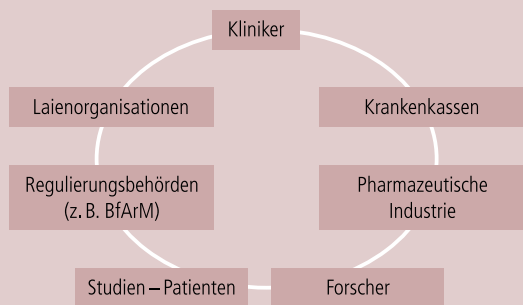 Kliniker
Laienorganisationen
Krankenkassen
Regulierungsbehörden
(z. B. BfArM)
Pharmazeutische
Industrie
Studien – Patienten
Forscher